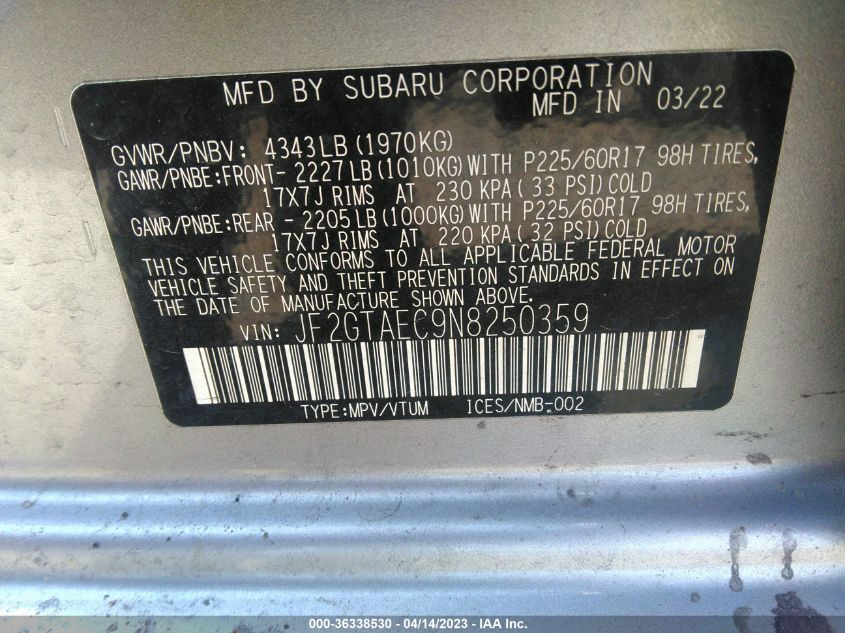 MFD BY SUBARU CORPORATION
MFD IN 03/22
GVWR/PNBV: 4343LB (1970KG)
GAWR/PNBE:FRONT- 2227 LB (1010KG) WITH P225/60R17 98H TIRES,
17X7J RIMS AT 230 KPA ( 33 PSI) COLD
GAWR/PNBE:REAR - 2205 LB (1000KG) WITH P225/60R17 98H TIRES,
17X7J RIMS AT 220 KPA ( 32 PSI) COLD
THIS VEHICLE CONFORMS TO ALL APPLICABLE FEDERAL MOTOR
VEHICLE SAFETY AND THEFT PREVENTION STANDARDS IN EFFECT ON
THE DATE OF MANUFACTURE SHOWN ABOVE.
VIN: JF2GTAEC9N8250359
TYPE:MPV/VTUM ICES/NMB-002
000-36338530 - 04/14/2023 - IAA Inc.